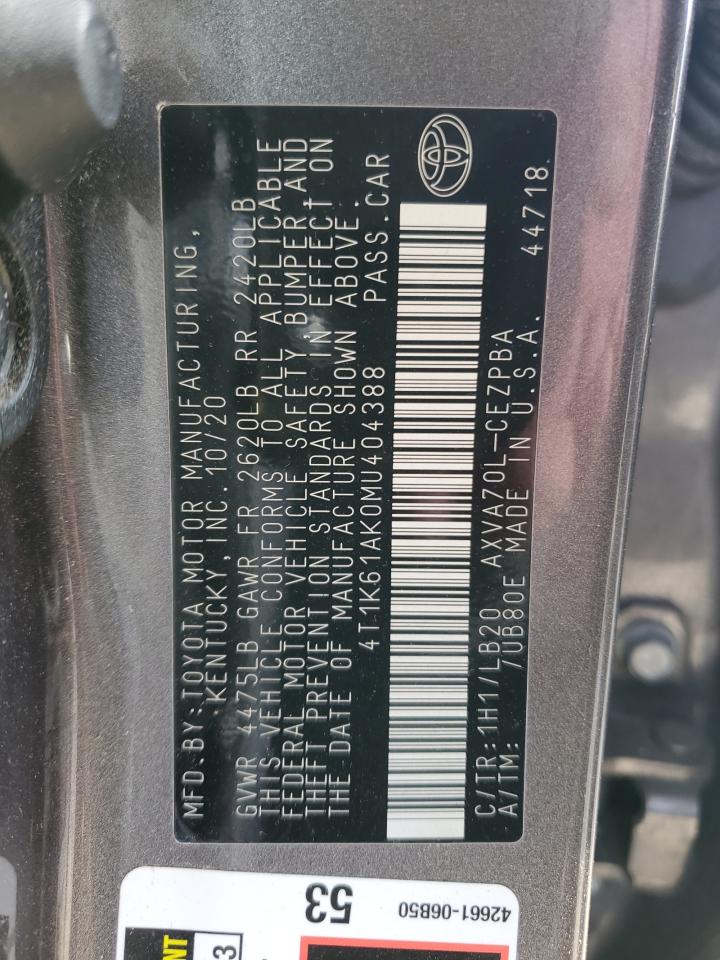 MFD.BY:TOYOTA MOTOR MANUFACTURING,
KENTUCKY,INC. 10/20
GVWR 4475LB GAWR FR 2620LB RR 2420LB
THIS VEHICLE CONFORMS TO ALL APPLICABLE
FEDERAL MOTOR VEHICLE SAFETY,BUMPER,AND
THEFT PREVENTION STANDARDS IN EFFECT ON
THE DATE OF MANUFACTURE SHOWN ABOVE.
4T1K61AK0MU404388 PASS.CAR
C/TR:1H1/LB20 AXVA70L-CEZPBA
A/TM: /UB80E MADE IN U.S.A. 44718
53
42661-06B50
NT
3